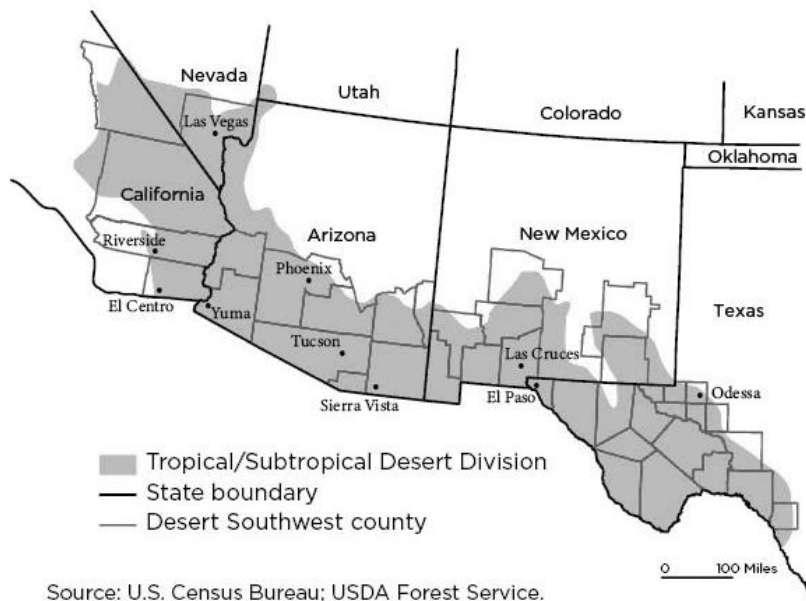 Nevada
Utah
Colorado
Kansas
Las Vegas
Oklahoma
California
Riverside
Arizona
New Mexico
Phoenix
El Centro
Yuma
Texas
Tucson
Las Cruces
Sierra Vista
El Paso
Odessa
Tropical/Subtropical Desert Division
State boundary
Desert Southwest county
0 100 Miles
Source: U.S. Census Bureau; USDA Forest Service.